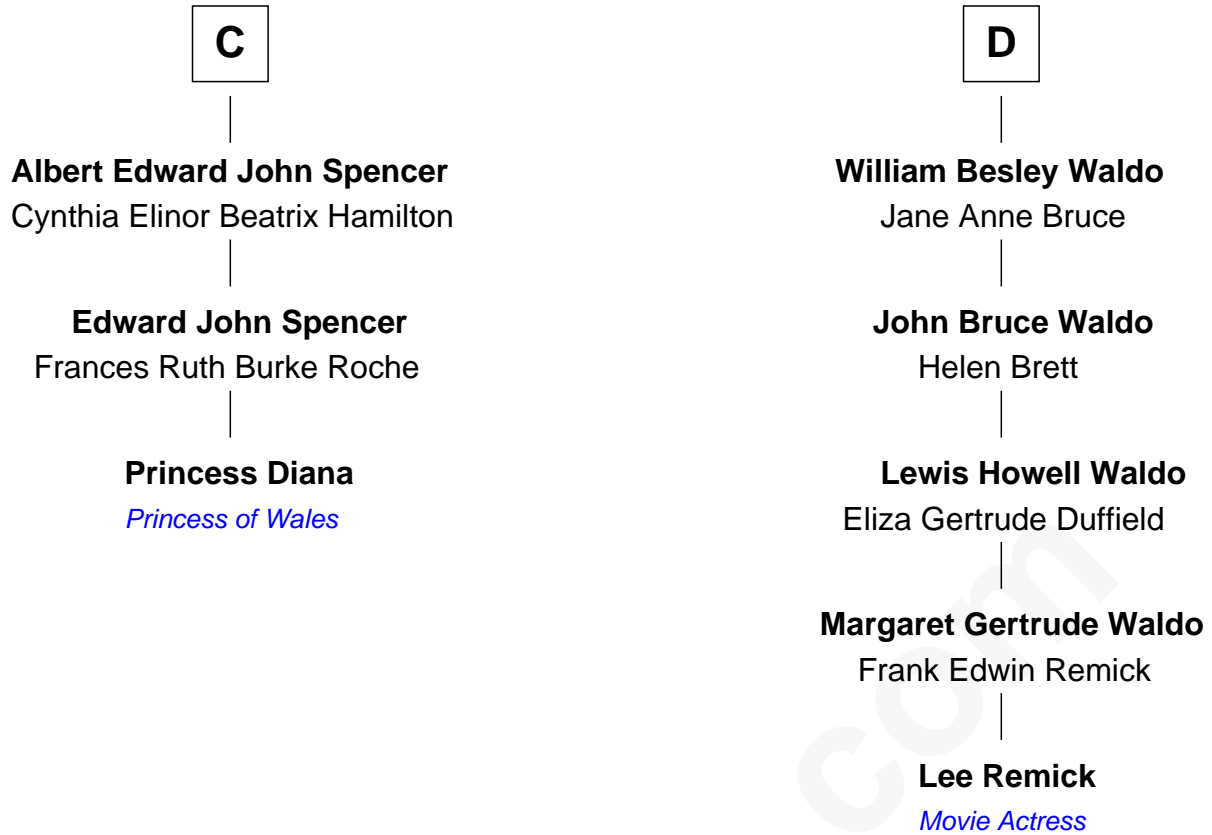 C
Albert Edward John Spencer
Cynthia Elinor Beatrix Hamilton
Edward John Spencer
Frances Ruth Burke Roche
Princess Diana
Princess of Wales
D
William Besley Waldo
Jane Anne Bruce
John Bruce Waldo
Helen Brett
Lewis Howell Waldo
Eliza Gertrude Duffield
Margaret Gertrude Waldo
Frank Edwin Remick
Lee Remick
Movie Actress
com